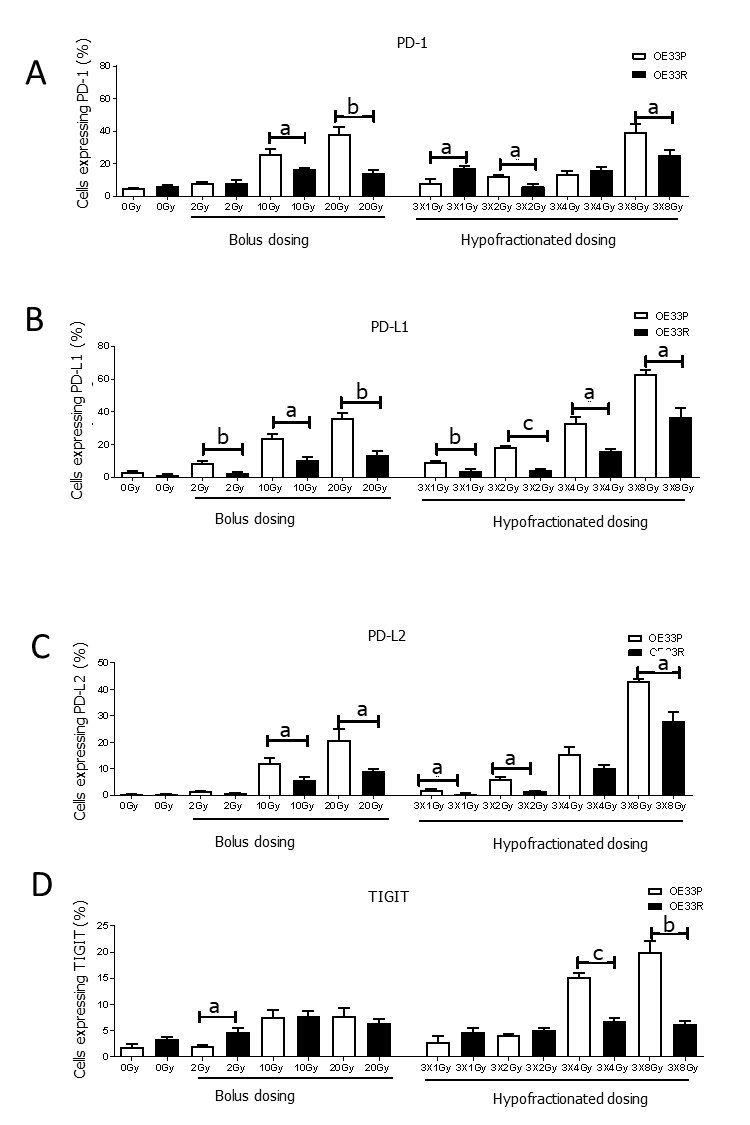 A
PD-1
OE33P
OE33R
Cells expressing PD-1 (%)
80
60
40
20
0
a
b
a
a
a
0Gy 0Gy 2Gy 2Gy 10Gy 10Gy 20Gy 20Gy 3X1Gy 3X1Gy 3X2Gy 3X2Gy 3X4Gy 3X4Gy 3X8Gy 3X8Gy
Bolus dosing
Hypofractionated dosing
B
PD-L1
OE33P
OE33R
Cells expressing PD-L1 (%)
80
60
40
20
0
b
a
b
b
c
a
a
0Gy 0Gy 2Gy 2Gy 10Gy 10Gy 20Gy 20Gy 3X1Gy 3X1Gy 3X2Gy 3X2Gy 3X4Gy 3X4Gy 3X8Gy 3X8Gy
Bolus dosing
Hypofractionated dosing
C
PD-L2
OE33P
OE33R
Cells expressing PD-L2 (%)
50
40
30
20
10
0
a
a
a
a
a
0Gy 0Gy 2Gy 2Gy 10Gy 10Gy 20Gy 20Gy 3X1Gy 3X1Gy 3X2Gy 3X2Gy 3X4Gy 3X4Gy 3X8Gy 3X8Gy
Bolus dosing
Hypofractionated dosing
D
TIGIT
OE33P
OE33R
Cells expressing TIGIT (%)
25
20
15
10
5
0
a
c
b
0Gy 0Gy 2Gy 2Gy 10Gy 10Gy 20Gy 20Gy 3X1Gy 3X1Gy 3X2Gy 3X2Gy 3X4Gy 3X4Gy 3X8Gy 3X8Gy
Bolus dosing
Hypofractionated dosing